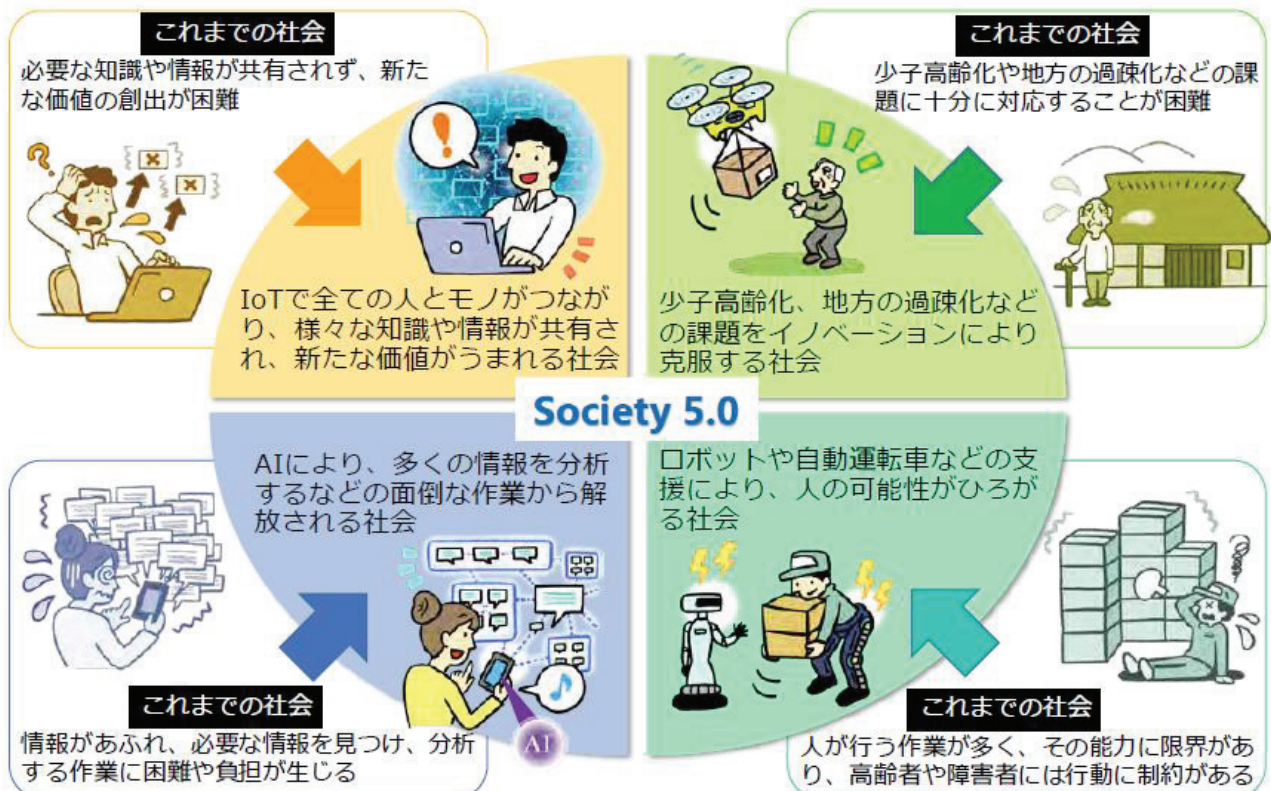 これまでの社会
必要な知識や情報が共有されず、新た
な価値の創出が困難
IoTで全ての人とモノがつなが
り、様々な知識や情報が共有さ
れ、新たな価値がうまれる社会
これまでの社会
少子高齢化や地方の過疎化などの課
題に十分に対応することが困難
少子高齢化、地方の過疎化など
の課題をイノベーションにより
克服する社会
Society 5.0
AIにより、多くの情報を分析
するなどの面倒な作業から解
放される社会
AI
これまでの社会
情報があふれ、必要な情報を見つけ、分析
する作業に困難や負担が生じる
ロボットや自動運転車などの支
援により、人の可能性がひろが
る社会
これまでの社会
人が行う作業が多く、その能力に限界があ
り、高齢者や障害者には行動に制約がある